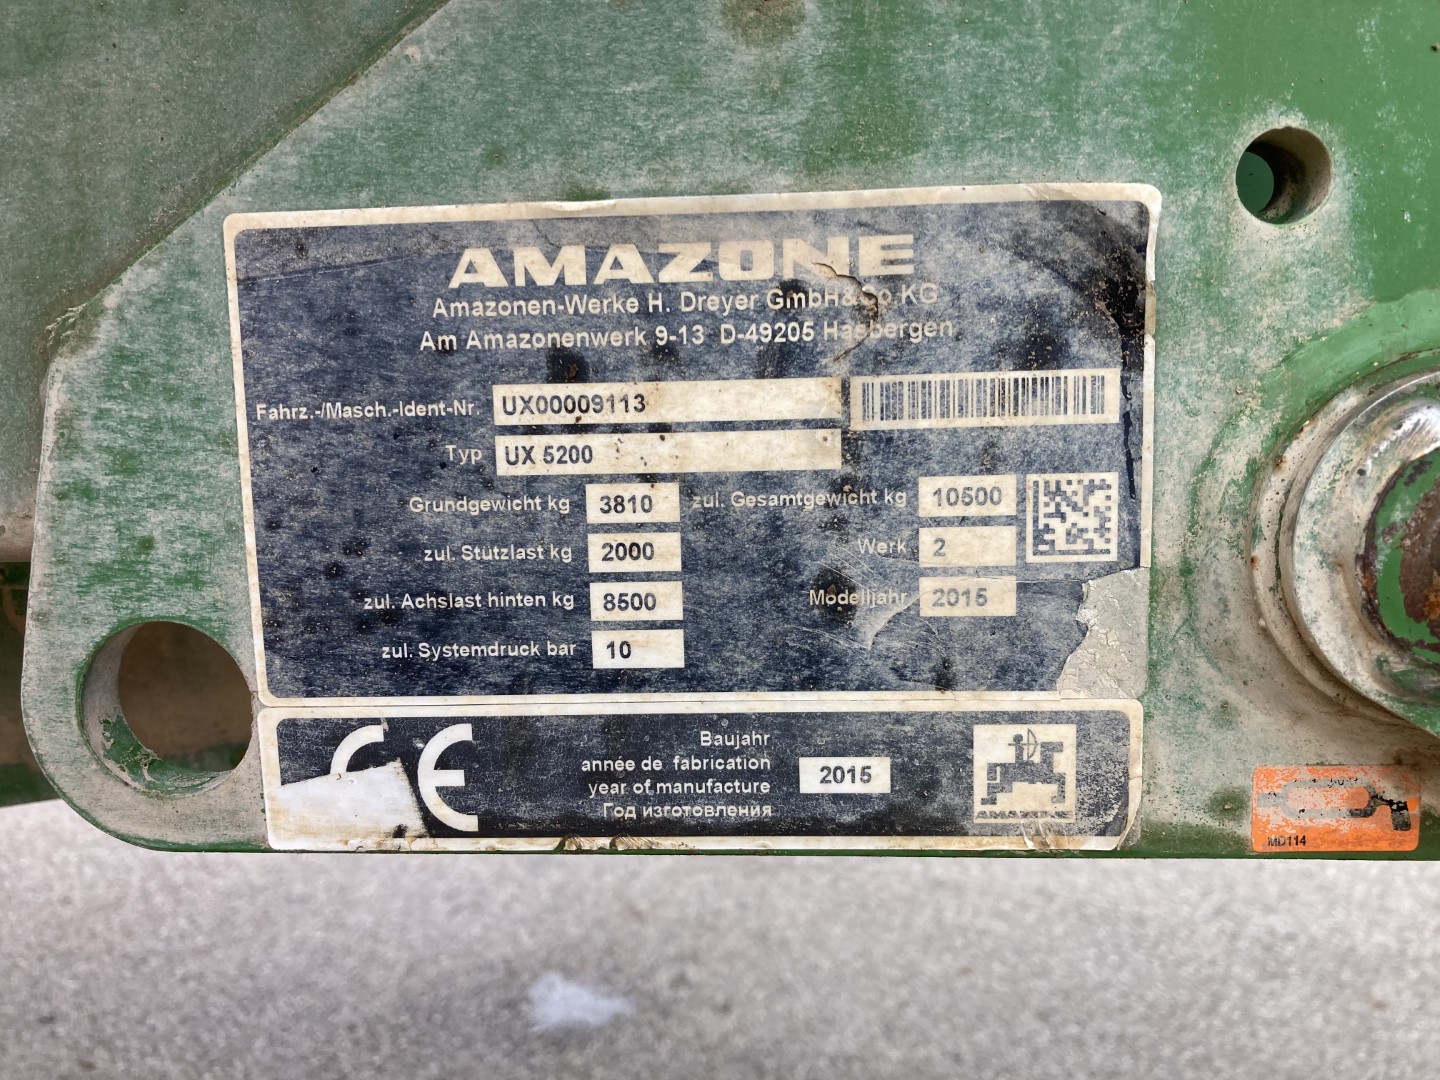 AMAZONE
Amazonen-Werke H. Dreyer GmbH&Co.KG
Am Amazonenwerk 9-13 D-49205 Hasbergen
Fahrz.-/Masch.-Ident-Nr. UX00009113
Typ UX 5200
Grundgewicht kg 3810 zul. Gesamtgewicht kg 10500
zul. Stützlast kg 2000 Werk 2
zul. Achslast hinten kg 8500 Modelljahr 2015
zul. Systemdruck bar 10
CE
Baujahr
année de fabrication
year of manufacture
Год изготовления
2015
AMAZONE
MD114